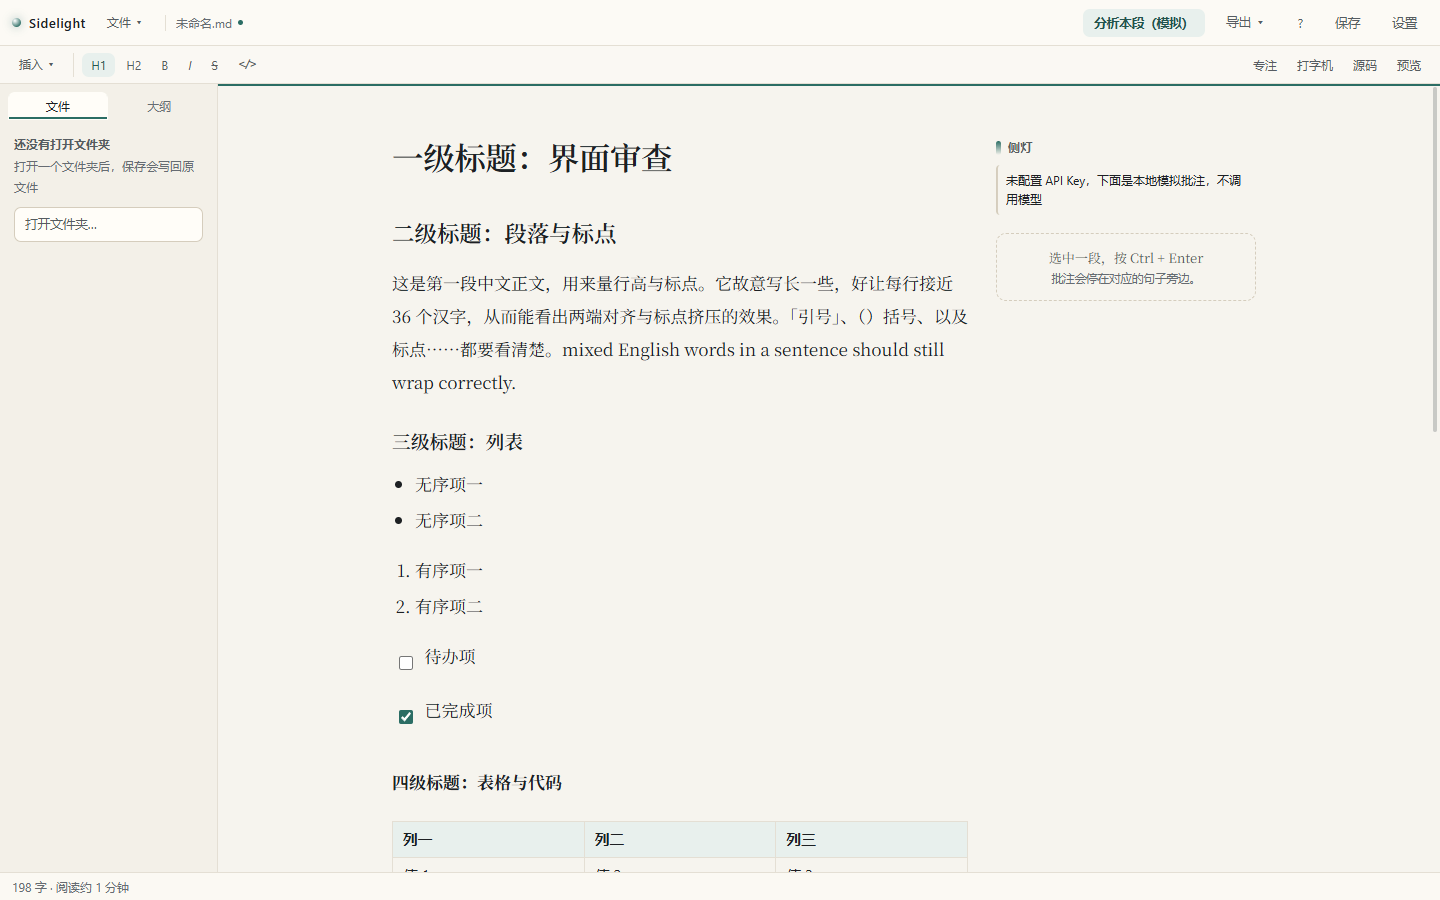 Sidelight 文件 未命名.md 分析本段（模拟） 导出 ? 保存 设置
插入 H1 H2 B I S </> 专注 打字机 源码 预览
文件 大纲
还没有打开文件夹
打开一个文件夹后，保存会写回原
文件
打开文件夹...
一级标题：界面审查
二级标题：段落与标点
这是第一段中文正文，用来量行高与标点。它故意写长一些，好让每行接近
36 个汉字，从而能看出两端对齐与标点挤压的效果。「引号」、（）括号、以及
标点……都要看清楚。mixed English words in a sentence should still
wrap correctly.
三级标题：列表
无序项一
无序项二
1. 有序项一
2. 有序项二
待办项
已完成项
四级标题：表格与代码
列一 列二 列三
侧灯
未配置 API Key，下面是本地模拟批注，不调
用模型
选中一段，按 Ctrl + Enter
批注会停在对应的句子旁边。
198 字 · 阅读约 1 分钟